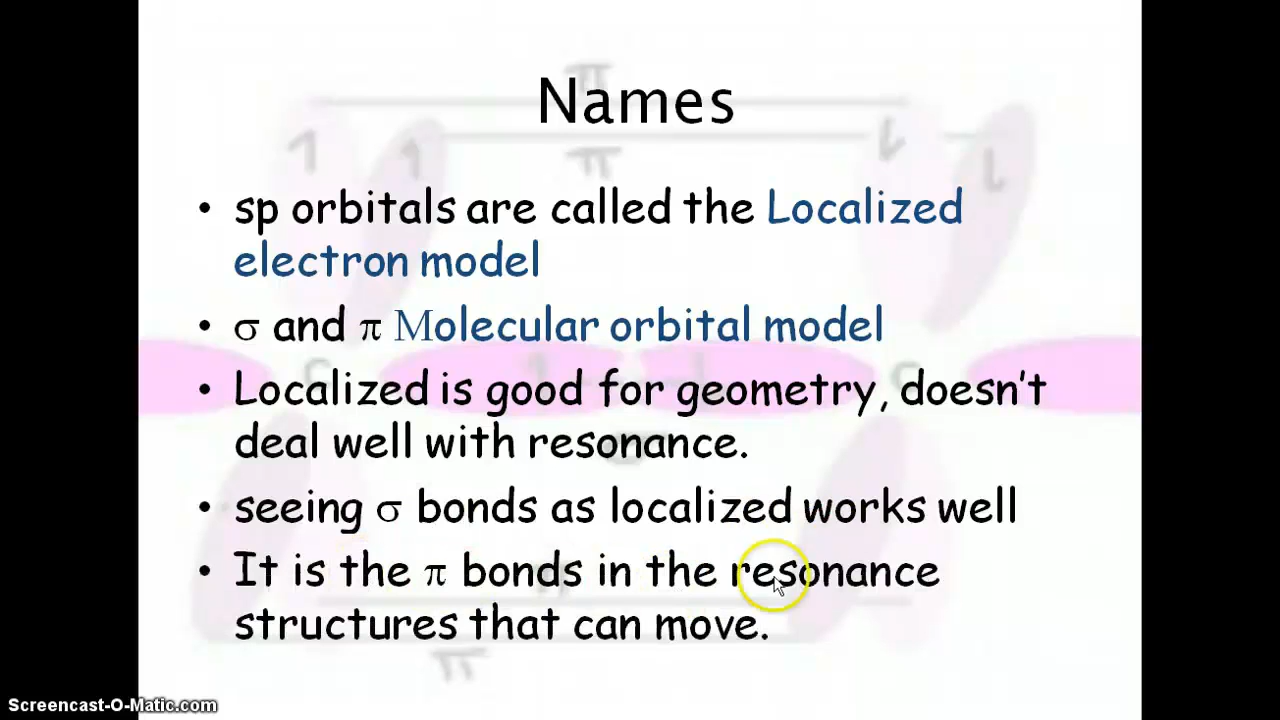 Names
• sp orbitals are called the Localized
electron model
• σ and π Molecular orbital model
• Localized is good for geometry, doesn't
deal well with resonance.
• seeing σ bonds as localized works well
• It is the π bonds in the resonance
structures that can move.
Screencast-O-Matic.com